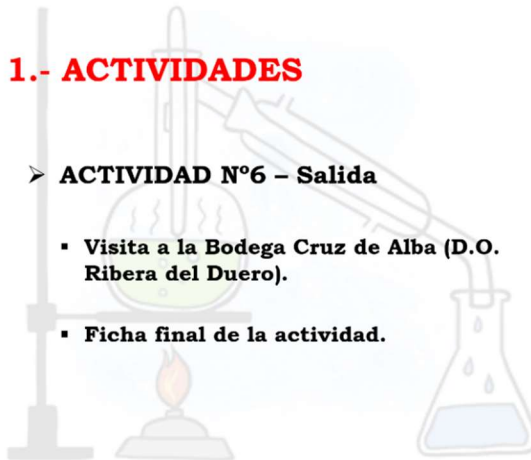 1.- ACTIVIDADES
➢ ACTIVIDAD Nº6 – Salida
▪ Visita a la Bodega Cruz de Alba (D.O.
Ribera del Duero).
▪ Ficha final de la actividad.